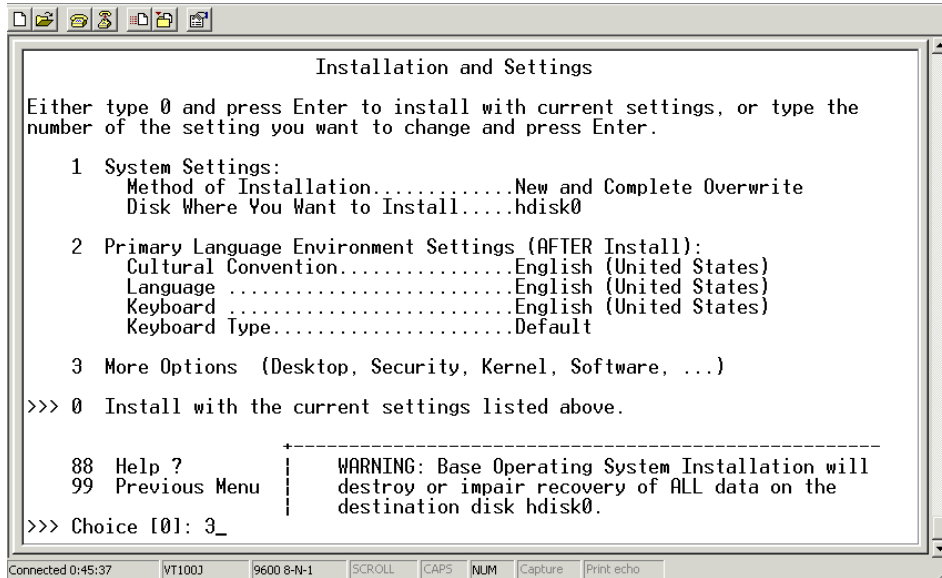 Installation and Settings
Either type 0 and press Enter to install with current settings, or type the
number of the setting you want to change and press Enter.
1 System Settings:
Method of Installation.............New and Complete Overwrite
Disk Where You Want to Install.....hdisk0
2 Primary Language Environment Settings (AFTER Install):
Cultural Convention................English (United States)
Language ..........................English (United States)
Keyboard ..........................English (United States)
Keyboard Type......................Default
3 More Options (Desktop, Security, Kernel, Software, ...)
>>> 0 Install with the current settings listed above.
88 Help ? | WARNING: Base Operating System Installation will
99 Previous Menu | destroy or impair recovery of ALL data on the
| destination disk hdisk0.
>>> Choice [0]: 3_
Connected 0:45:37 VT100J 9600 8-N-1 SCROLL CAPS NUM Capture Print echo